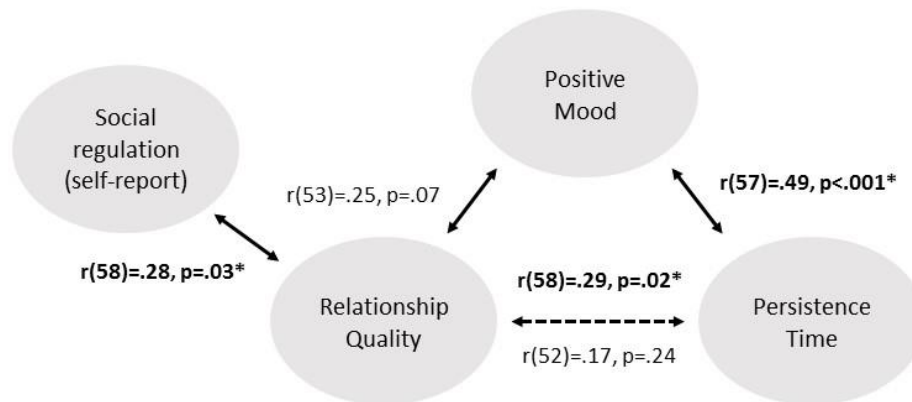 Positive
Mood
Social
regulation
(self-report)
r(53)=.25, p=.07
r(57)=.49, p<.001*
r(58)=.28, p=.03*
r(58)=.29, p=.02*
Relationship
Quality
Persistence
Time
r(52)=.17, p=.24